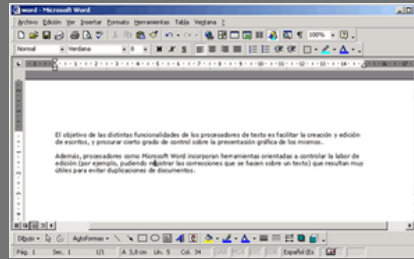 word - Microsoft Word
Archivo Edición Ver Insertar Formato Herramientas Tabla Ventana ?
100%
Normal Verdana 8 N K S
El objetivo de las distintas funcionalidades de los procesadores de texto es facilitar la creación y edición
de escritos, y procurar cierto grado de control sobre la presentación gráfica de los mismos.
Además, procesadores como Microsoft Word incorporan herramientas orientadas a controlar la labor de
edición (por ejemplo, pudiendo registrar las correcciones que se hacen sobre un texto) que resultan muy
útiles para evitar duplicaciones de documentos.
Dibujo Autoformas
Pág. 1 Sec. 1 1/1 A 3,8 cm Lín. 5 Col. 34 Español (Es